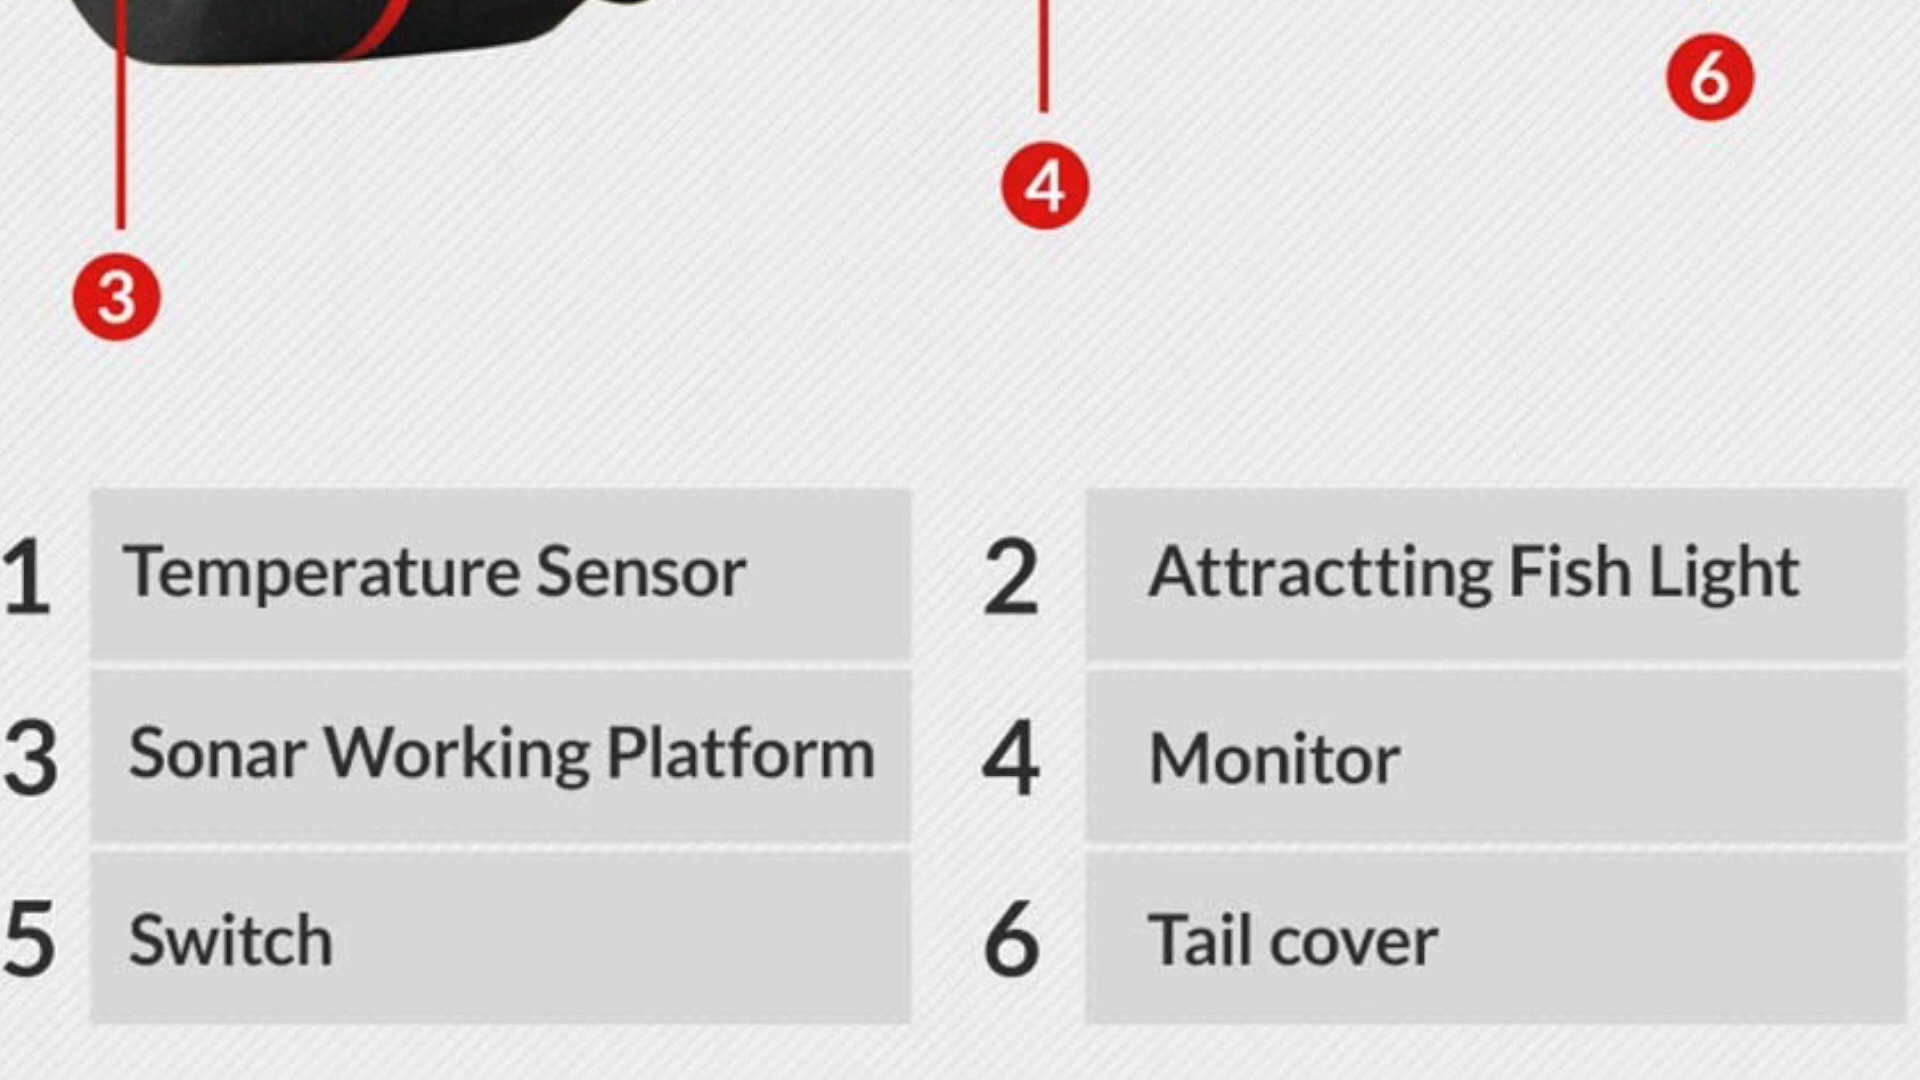 6
4
3
1 Temperature Sensor
2 Attractting Fish Light
3 Sonar Working Platform
4 Monitor
5 Switch
6 Tail cover